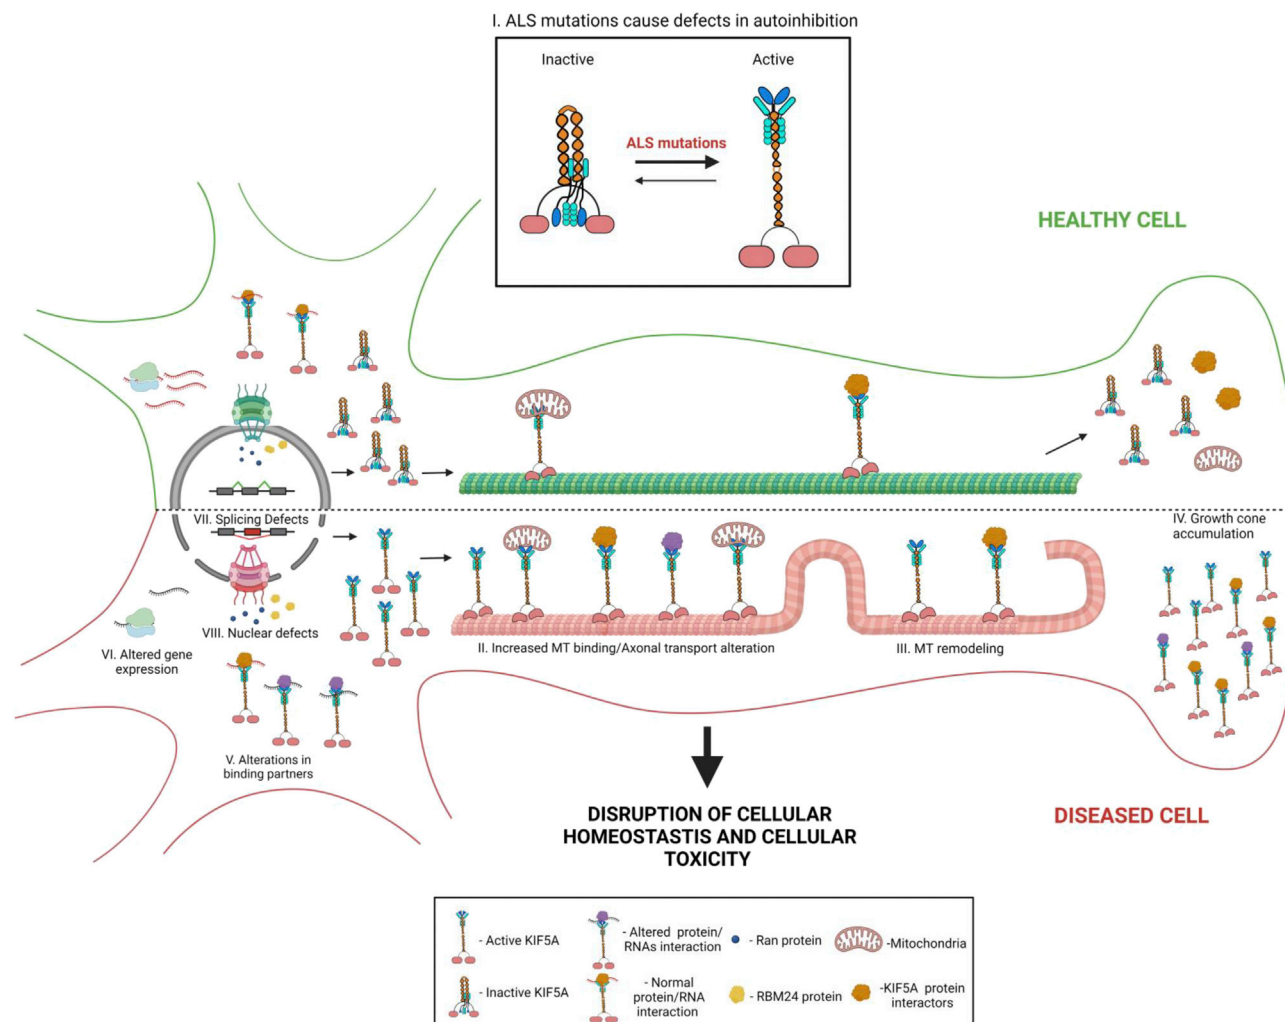 I. ALS mutations cause defects in autoinhibition
Inactive
Active
ALS mutations
HEALTHY CELL
VII. Splicing Defects
IV. Growth cone
accumulation
VIII. Nuclear defects
VI. Altered gene
expression
II. Increased MT binding/Axonal transport alteration
III. MT remodeling
V. Alterations in
binding partners
DISRUPTION OF CELLULAR
HOMEOSTASTIS AND CELLULAR
TOXICITY
DISEASED CELL
- Active KIF5A
- Altered protein/
RNAs interaction
- Ran protein
-Mitochondria
- Inactive KIF5A
- Normal
protein/RNA
interaction
- RBM24 protein
-KIF5A protein
interactors